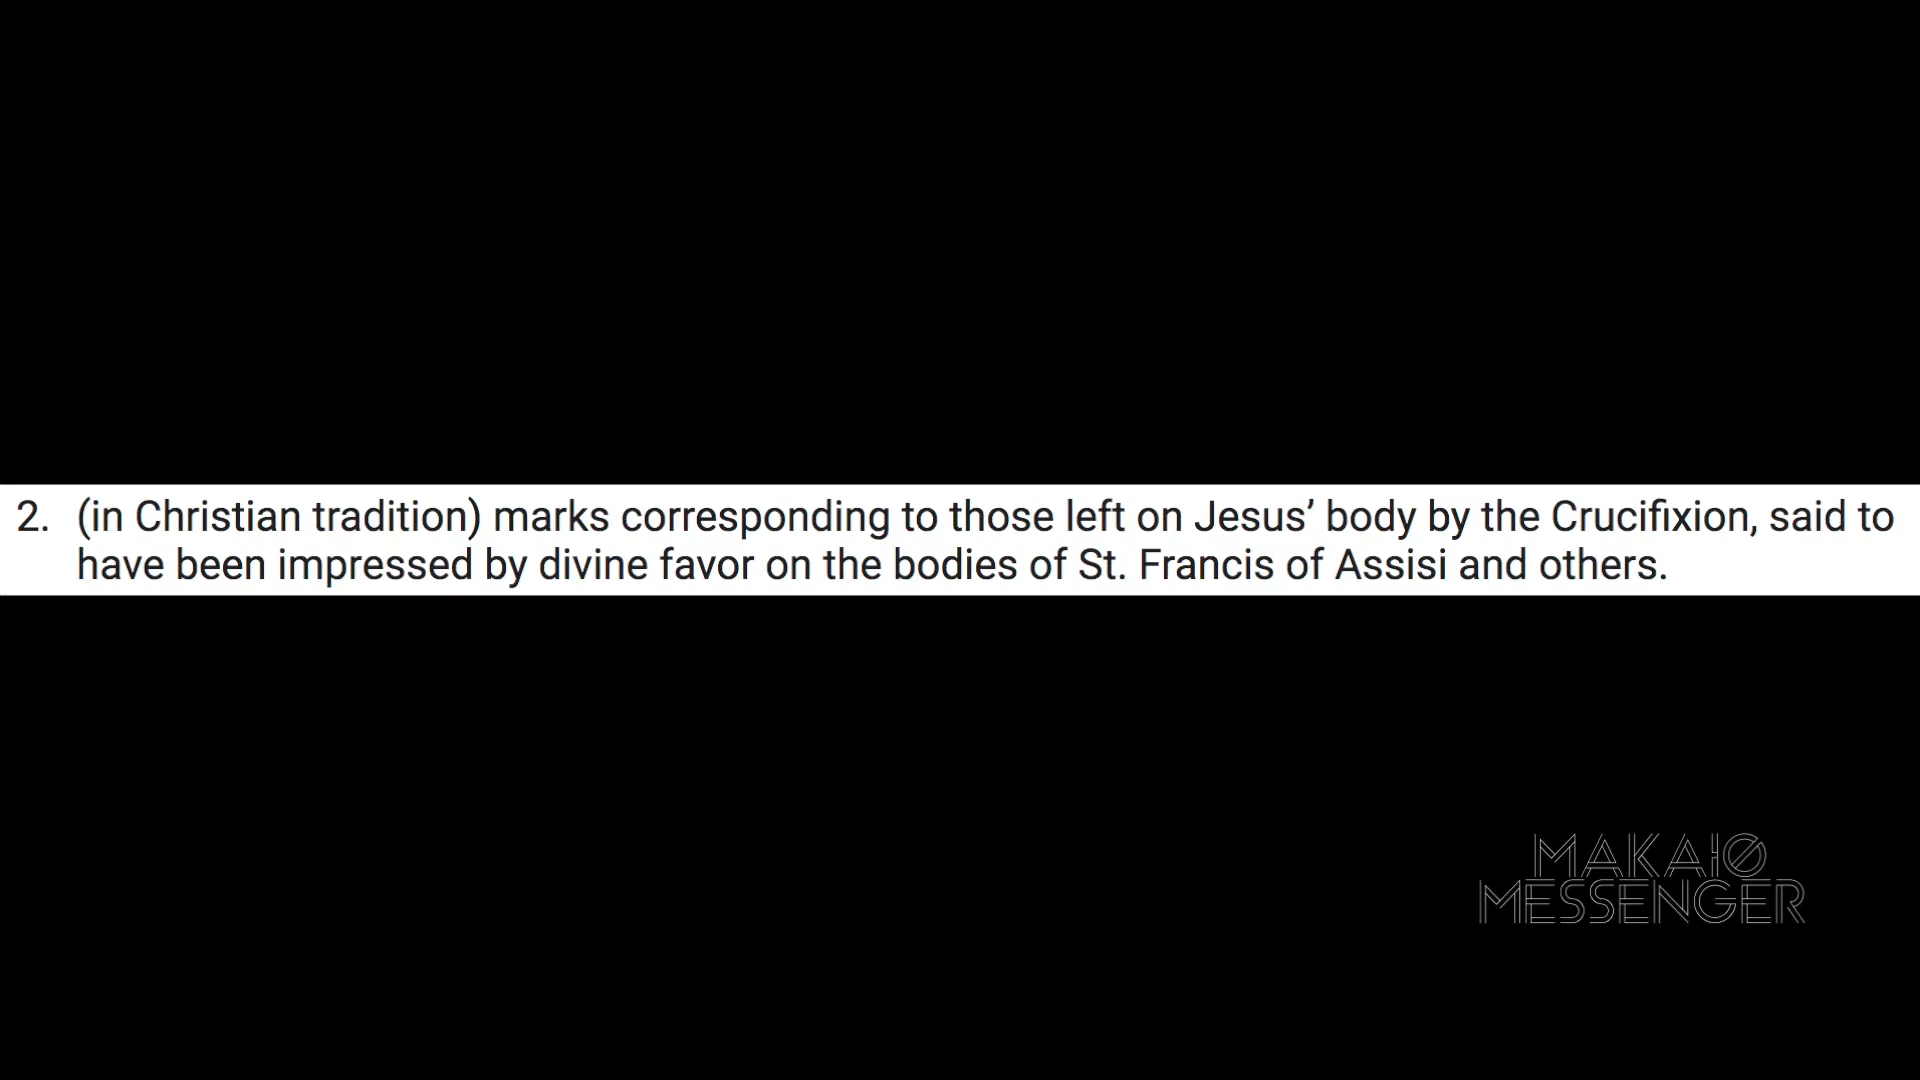 2. (in Christian tradition) marks corresponding to those left on Jesus’ body by the Crucifixion, said to
have been impressed by divine favor on the bodies of St. Francis of Assisi and others.
MAKAIO
MESSENGER